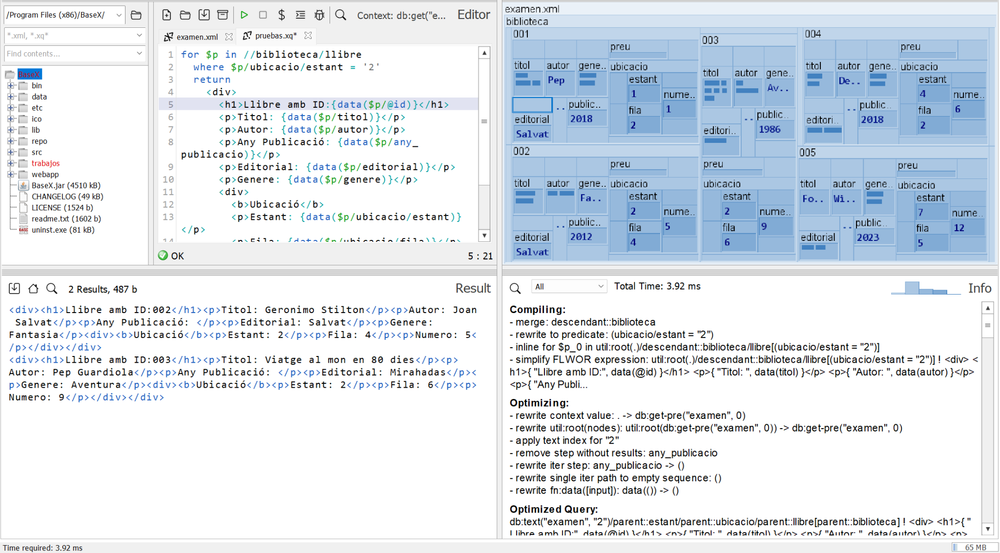 /Program Files (x86)/BaseX/
*.xml, *.xq*
Find contents...
BaseX
bin
data
etc
ico
lib
repo
src
trabajos
webapp
BaseX.jar (4510 kB)
CHANGELOG (49 kB)
LICENSE (1524 b)
readme.txt (1602 b)
uninst.exe (81 kB)
Context: db:get("e...
Editor
examen.xml
pruebas.xq*
1 for $p in //biblioteca/llibre
2 where $p/ubicacio/estant = '2'
3 return
4 <div>
5 <h1>Llibre amb ID:{data($p/@id)}</h1>
6 <p>Titol: {data($p/titol)}</p>
7 <p>Autor: {data($p/autor)}</p>
8 <p>Any Publicació: {data($p/any_
publicacio)}</p>
9 <p>Editorial: {data($p/editorial)}</p>
10 <p>Genere: {data($p/genere)}</p>
11 <div>
12 <b>Ubicació</b>
13 <p>Estant: {data($p/ubicacio/estant)}
</p>
14 <p>Fila: {data($p/ubicacio/fila)}</p>
OK
5 : 21
examen.xml
biblioteca
001
titol
autor
Pep
gene..
preu
ubicacio
estant
1
fila
2
nume..
1
editorial
Salvat
..
public..
2018
002
titol
autor
gene..
Fa..
preu
ubicacio
estant
2
fila
4
nume..
5
editorial
Salvat
..
public..
2012
003
titol
autor
gene..
Av..
editori..
..
public..
1986
preu
ubicacio
estant
2
fila
6
nume..
9
004
titol
autor
De..
gene..
preu
ubicacio
estant
4
fila
2
nume..
6
editori..
..
public..
2018
005
titol
Fo..
autor
Wi..
gene..
preu
ubicacio
estant
7
fila
5
nume..
12
editorial
..
public..
2023
2 Results, 487 b
Result
<div><h1>Llibre amb ID:002</h1><p>Titol: Geronimo Stilton</p><p>Autor: Joan
Salvat</p><p>Any Publicació: </p><p>Editorial: Salvat</p><p>Genere:
Fantasia</p><div><b>Ubicació</b><p>Estant: 2</p><p>Fila: 4</p><p>Numero: 5<
/p></div></div>
<div><h1>Llibre amb ID:003</h1><p>Titol: Viatge al mon en 80 dies</p><p>
Autor: Pep Guardiola</p><p>Any Publicació: </p><p>Editorial: Mirahadas</p><
p>Genere: Aventura</p><div><b>Ubicació</b><p>Estant: 2</p><p>Fila: 6</p><p>
Numero: 9</p></div></div>
All
Total Time: 3.92 ms
Info
Compiling:
- merge: descendant::biblioteca
- rewrite to predicate: (ubicacio/estant = "2")
- inline for $p_0 in util:root(.)/descendant::biblioteca/llibre[(ubicacio/estant = "2")]
- simplify FLWOR expression: util:root(.)/descendant::biblioteca/llibre[(ubicacio/estant = "2")] ! <div> <
h1>{ "Llibre amb ID:", data(@id) }</h1> <p>{ "Titol: ", data(titol) }</p> <p>{ "Autor: ", data(autor) }</p>
<p>{ "Any Publi...
Optimizing:
- rewrite context value: . -> db:get-pre("examen", 0)
- rewrite util:root(nodes): util:root(db:get-pre("examen", 0)) -> db:get-pre("examen", 0)
- apply text index for "2"
- remove step without results: any_publicacio
- rewrite iter step: any_publicacio -> ()
- rewrite single iter path to empty sequence: ()
- rewrite fn:data([input]): data(()) -> ()
Optimized Query:
db:text("examen", "2")/parent::estant/parent::ubicacio/parent::llibre[parent::biblioteca] ! <div> <h1>{ "
Llibre amb ID:", data(@id) }</h1> <p>{ "Titol: ", data(titol) }</p> <p>{ "Autor: ", data(autor) }</p> <p>
Time required: 3.92 ms
65 MB